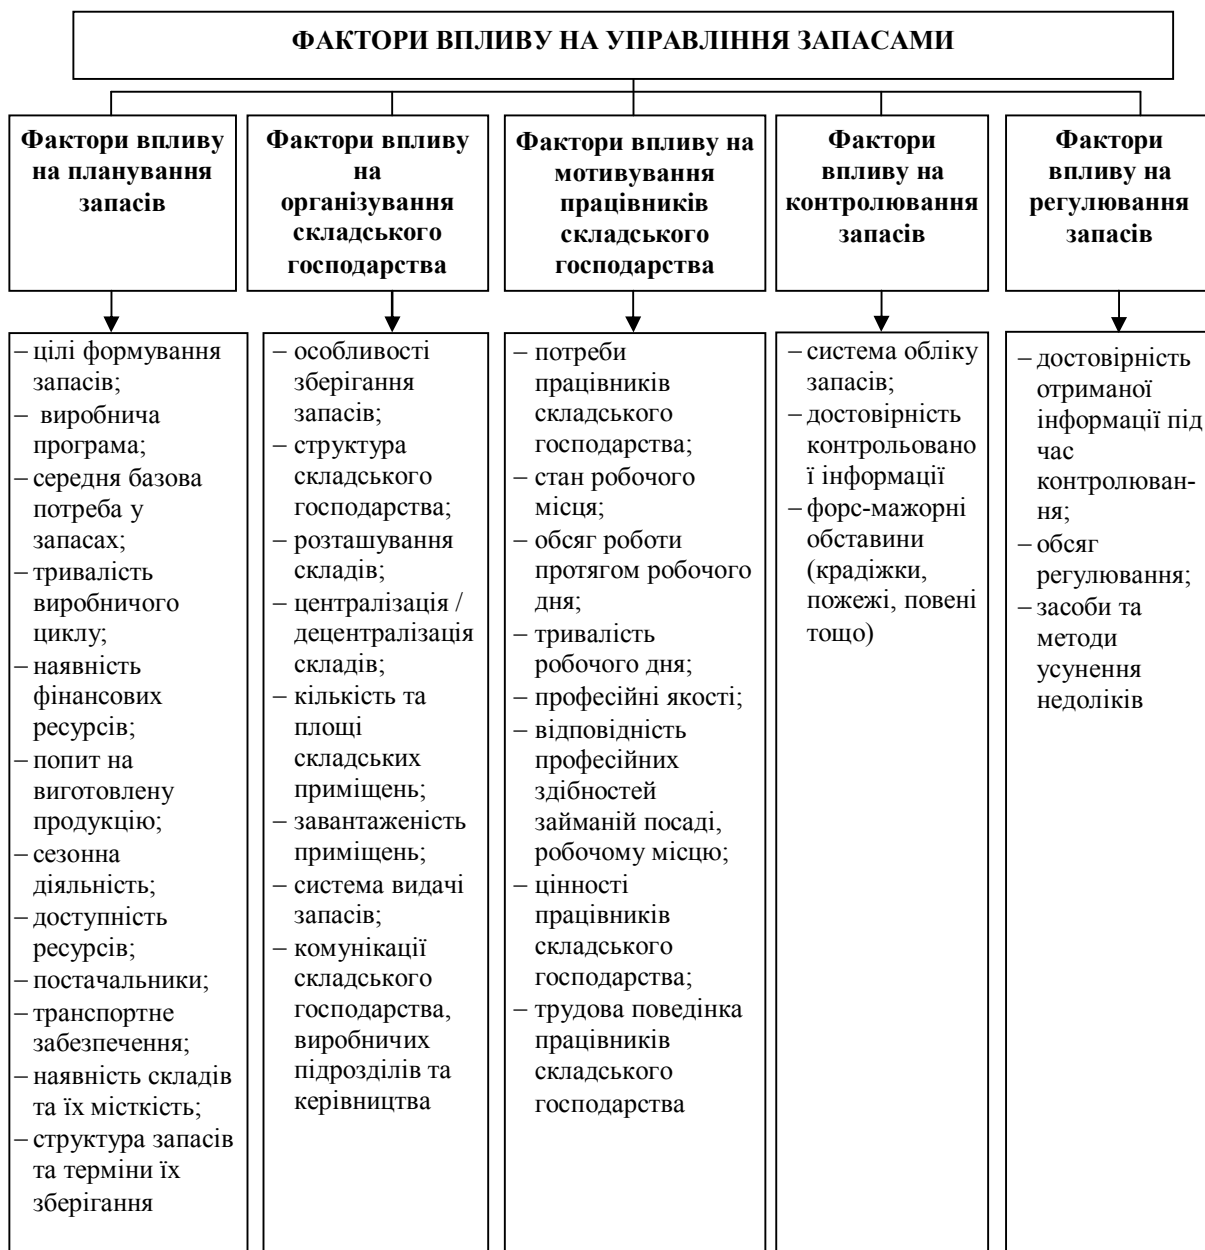 ФАКТОРИ ВПЛИВУ НА УПРАВЛІННЯ ЗАПАСАМИ
Фактори впливу
на планування
запасів
Фактори впливу
на
організування
складського
господарства
Фактори впливу на
мотивування
працівників
складського
господарства
Фактори
впливу на
контролювання
запасів
Фактори
впливу на
регулювання
запасів
– цілі формування
запасів;
– виробнича
програма;
– середня базова
потреба у
запасах;
– тривалість
виробничого
циклу;
– наявність
фінансових
ресурсів;
– попит на
виготовлену
продукцію;
– сезонна
діяльність;
– доступність
ресурсів;
– постачальники;
– транспортне
забезпечення;
– наявність складів
та їх місткість;
– структура запасів
та терміни їх
зберігання
– особливості
зберігання
запасів;
– структура
складського
господарства;
– розташування
складів;
– централізація /
децентралізація
складів;
– кількість та
площі
складських
приміщень;
– завантаженість
приміщень;
– система видачі
запасів;
– комунікації
складського
господарства,
виробничих
підрозділів та
керівництва
– потреби
працівників
складського
господарства;
– стан робочого
місця;
– обсяг роботи
протягом робочого
дня;
– тривалість
робочого дня;
– професійні якості;
– відповідність
професійних
здібностей
займаній посаді,
робочому місцю;
– цінності
працівників
складського
господарства;
– трудова поведінка
працівників
складського
господарства
– система обліку
запасів;
– достовірність
контрольовано
ї інформації
– форс-мажорні
обставини
(крадіжки,
пожежі, повені
тощо)
– достовірність
отриманої
інформації під
час
контролюван-
ня;
– обсяг
регулювання;
– засоби та
методи
усунення
недоліків